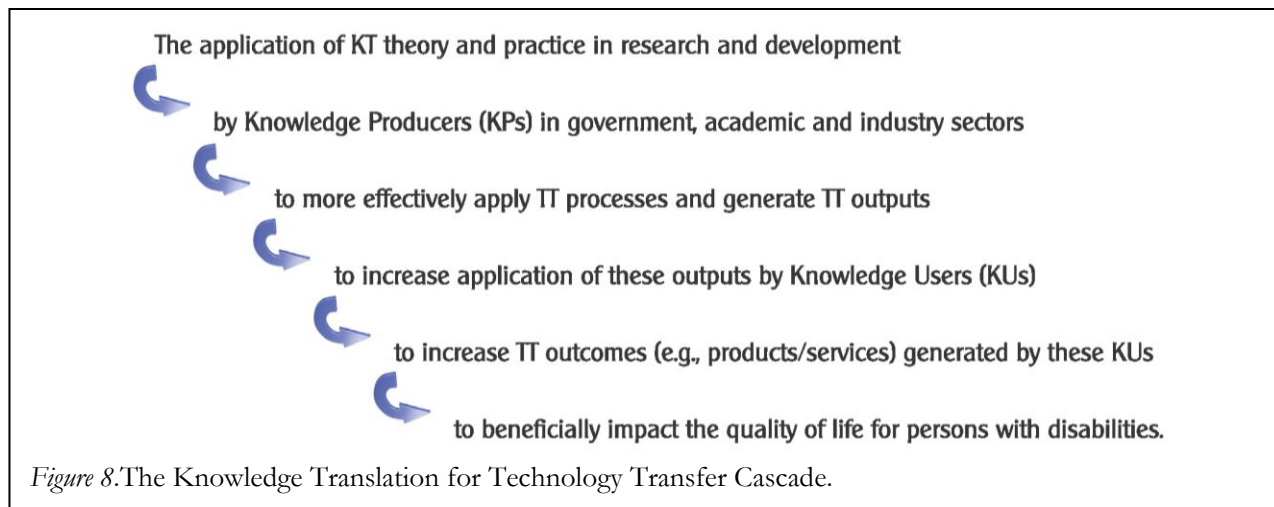 The application of KT theory and practice in research and development
by Knowledge Producers (KPs) in government, academic and industry sectors
to more effectively apply TT processes and generate TT outputs
to increase application of these outputs by Knowledge Users (KUs)
to increase TT outcomes (e.g., products/services) generated by these KUs
to beneficially impact the quality of life for persons with disabilities.
Figure 8.The Knowledge Translation for Technology Transfer Cascade.